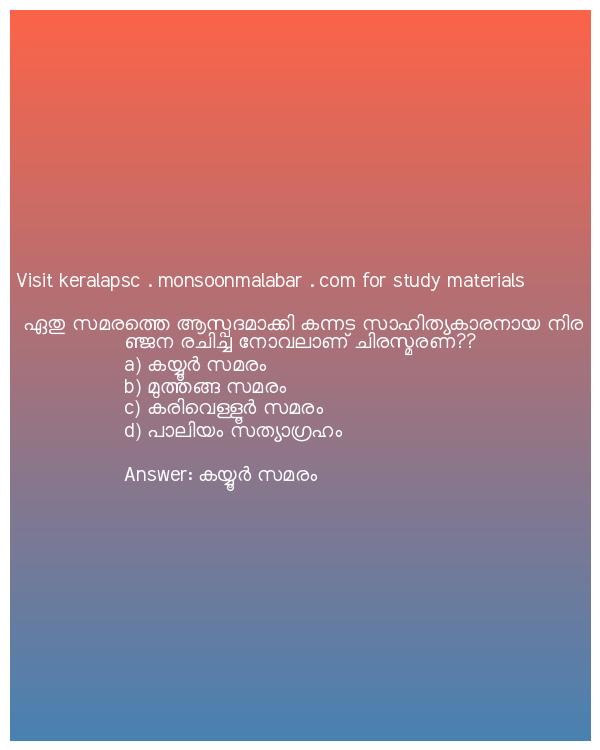 Visit keralapsc . monsoonmalabar . com for study materials
ഏതു സമരത്തെ ആസ്പദമാക്കി കന്നട സാഹിത്യകാരനായ നിര
ഞ്ജന രചിച്ച നോവലാണ് ചിരസ്മരണ??
a) കയ്യൂർ സമരം
b) മുത്തങ്ങ സമരം
c) കരിവെള്ളൂർ സമരം
d) പാലിയം സത്യാഗ്രഹം
Answer: കയ്യൂർ സമരം